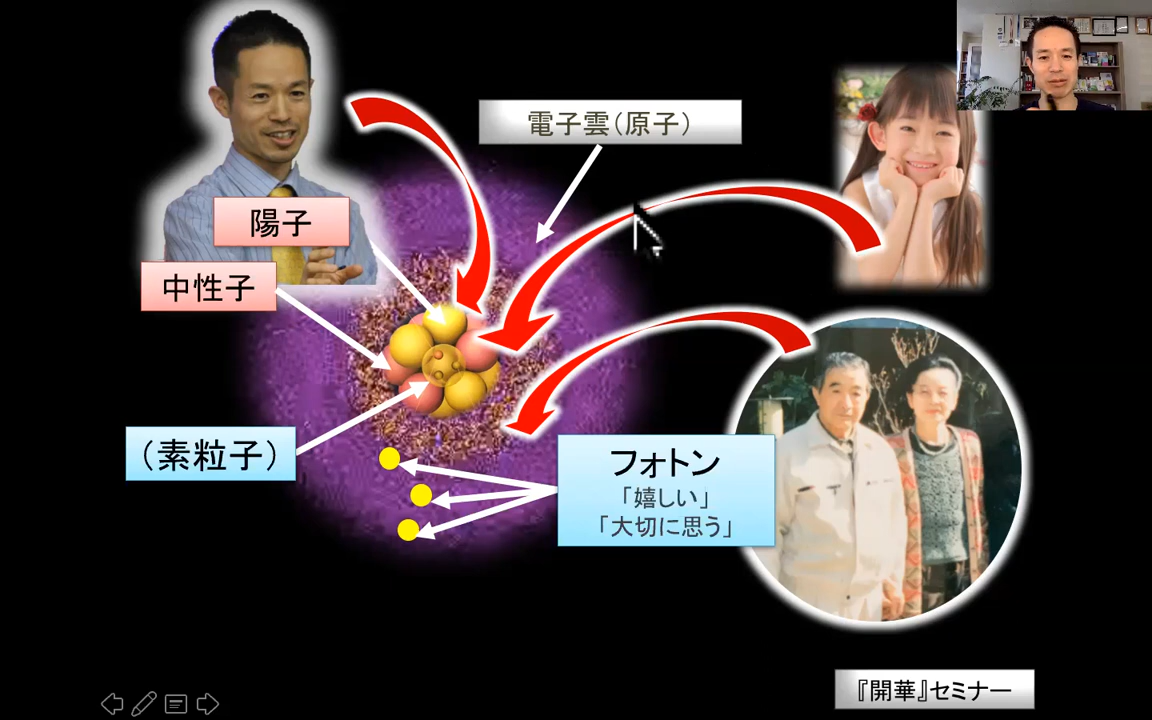 電子雲(原子)
陽子
中性子
(素粒子)
フォトン
「嬉しい」
「大切に思う」
『開華』セミナー